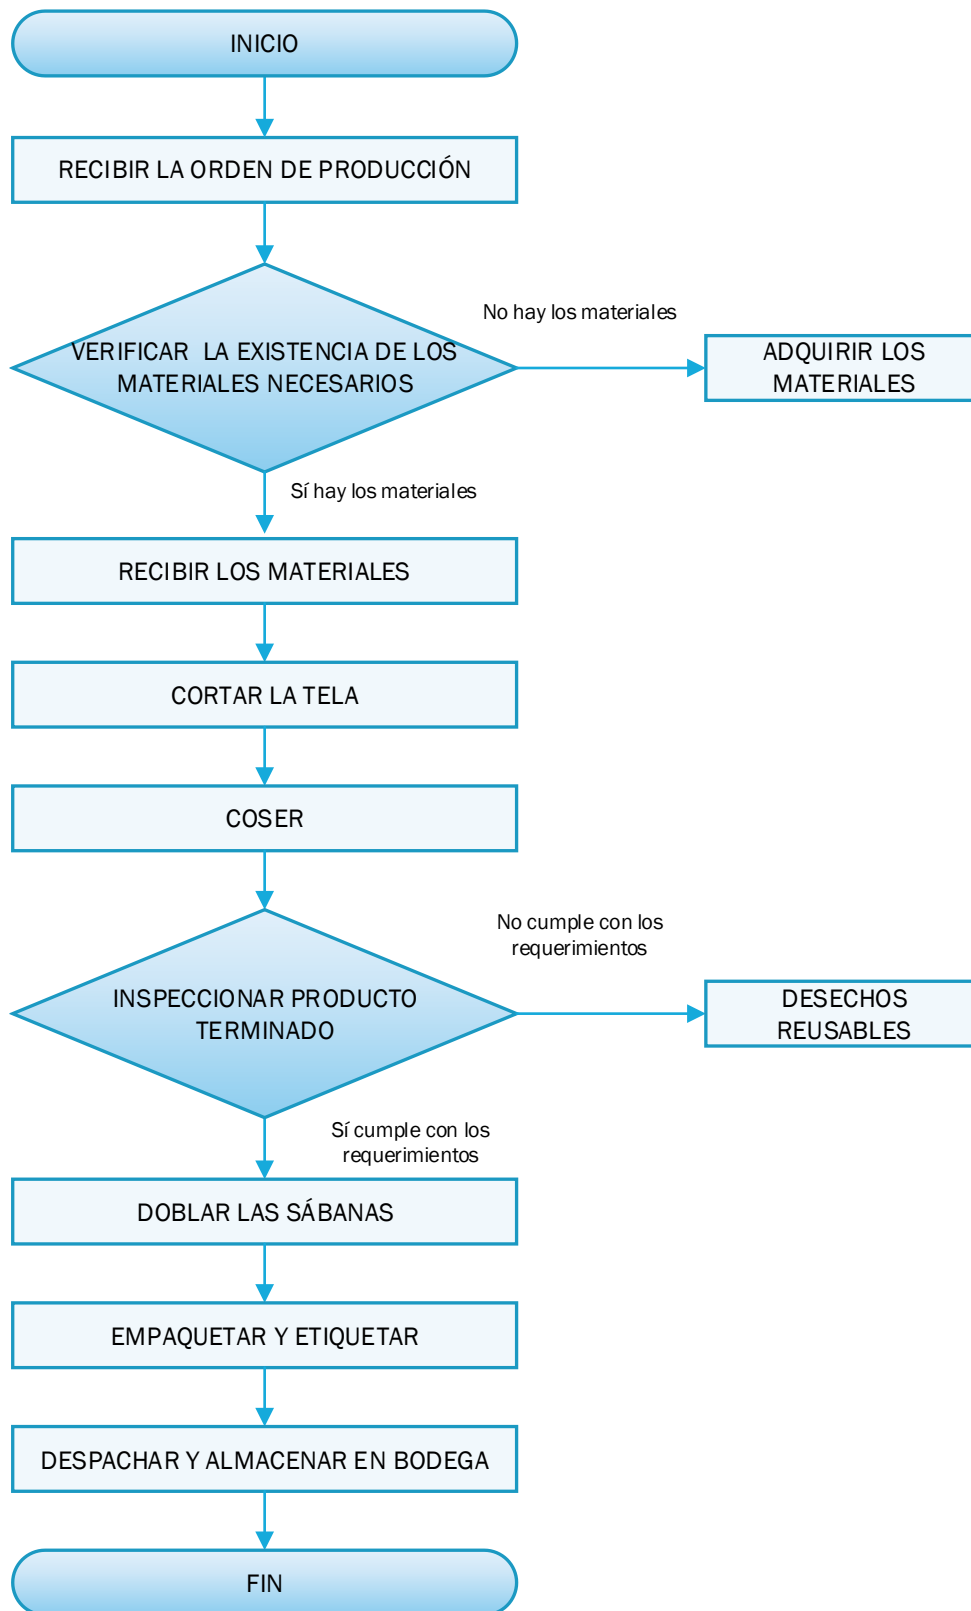 INICIO
RECIBIR LA ORDEN DE PRODUCCIÓN
No hay los materiales
VERIFICAR LA EXISTENCIA DE LOS
MATERIALES NECESARIOS
ADQUIRIR LOS
MATERIALES
Sí hay los materiales
RECIBIR LOS MATERIALES
CORTAR LA TELA
COSER
No cumple con los
requerimientos
INSPECCIONAR PRODUCTO
TERMINADO
DESECHOS
REUSABLES
Sí cumple con los
requerimientos
DOBLAR LAS SÁBANAS
EMPAQUETAR Y ETIQUETAR
DESPACHAR Y ALMACENAR EN BODEGA
FIN